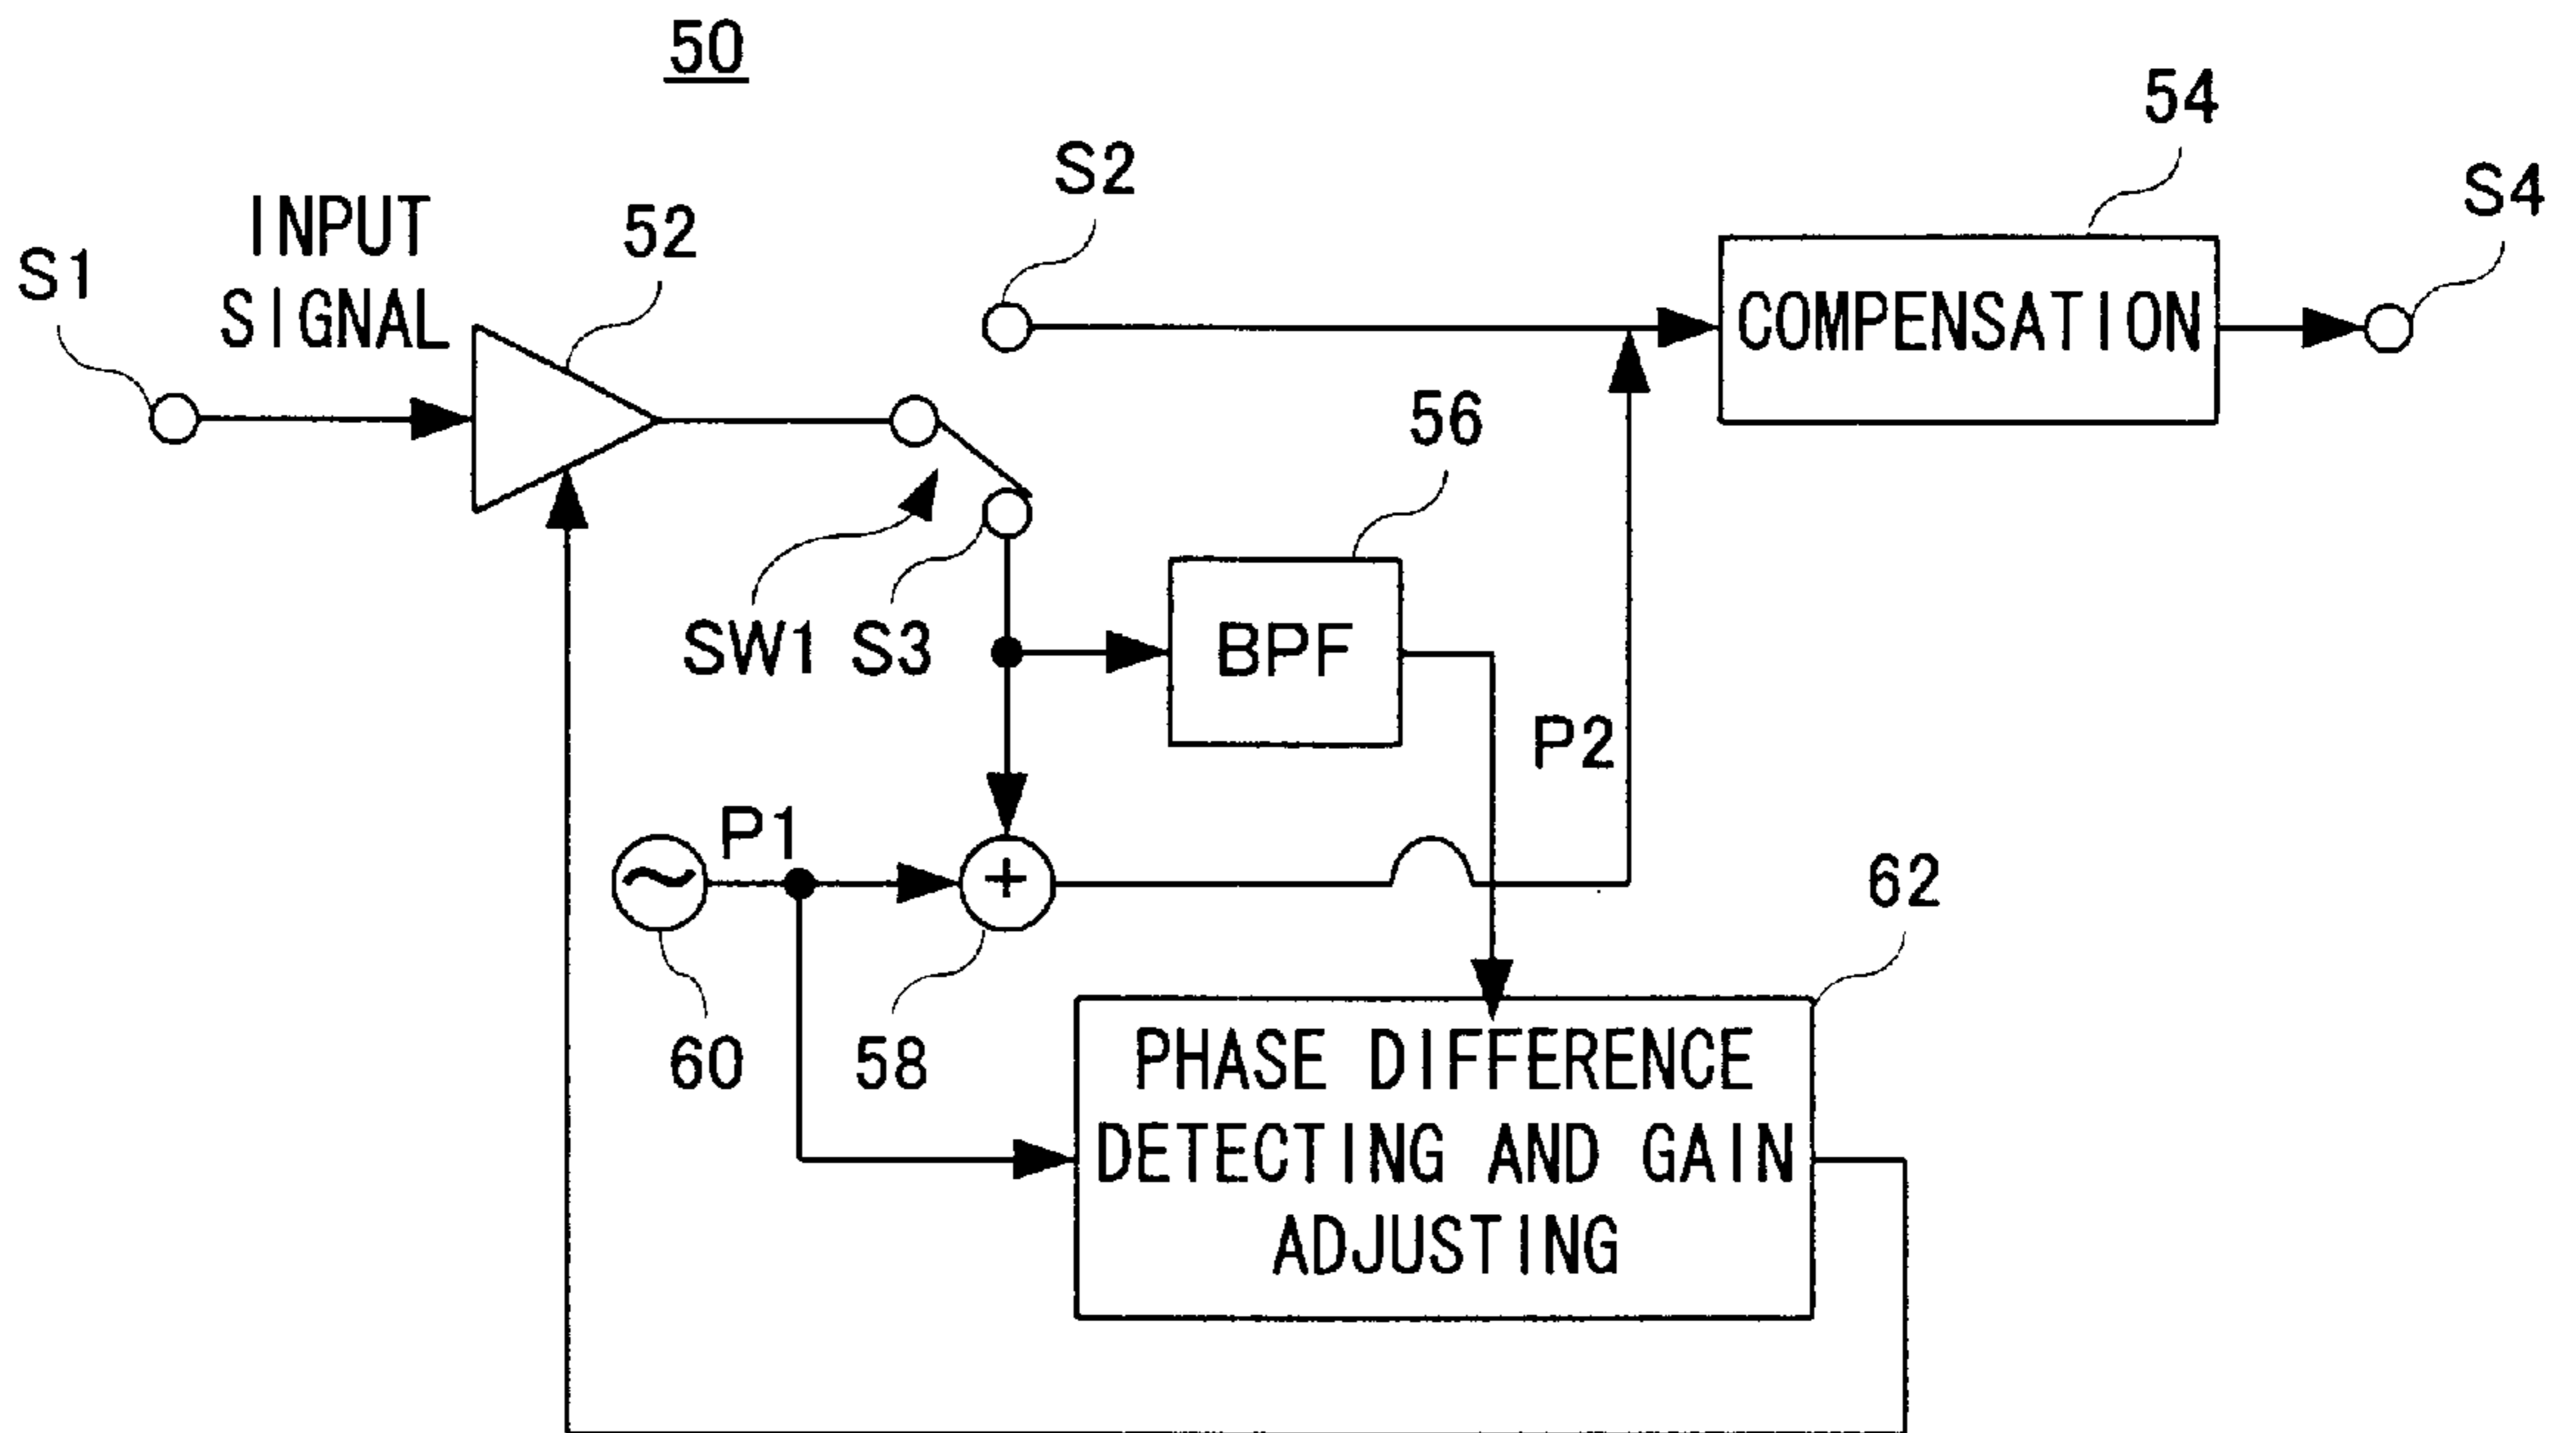 50
54
S2
S4
INPUT
SIGNAL
52
S1
COMPENSATION
56
SW1
S3
BPF
P2
P1
+
62
60
58
PHASE DIFFERENCE
DETECTING AND GAIN
ADJUSTING